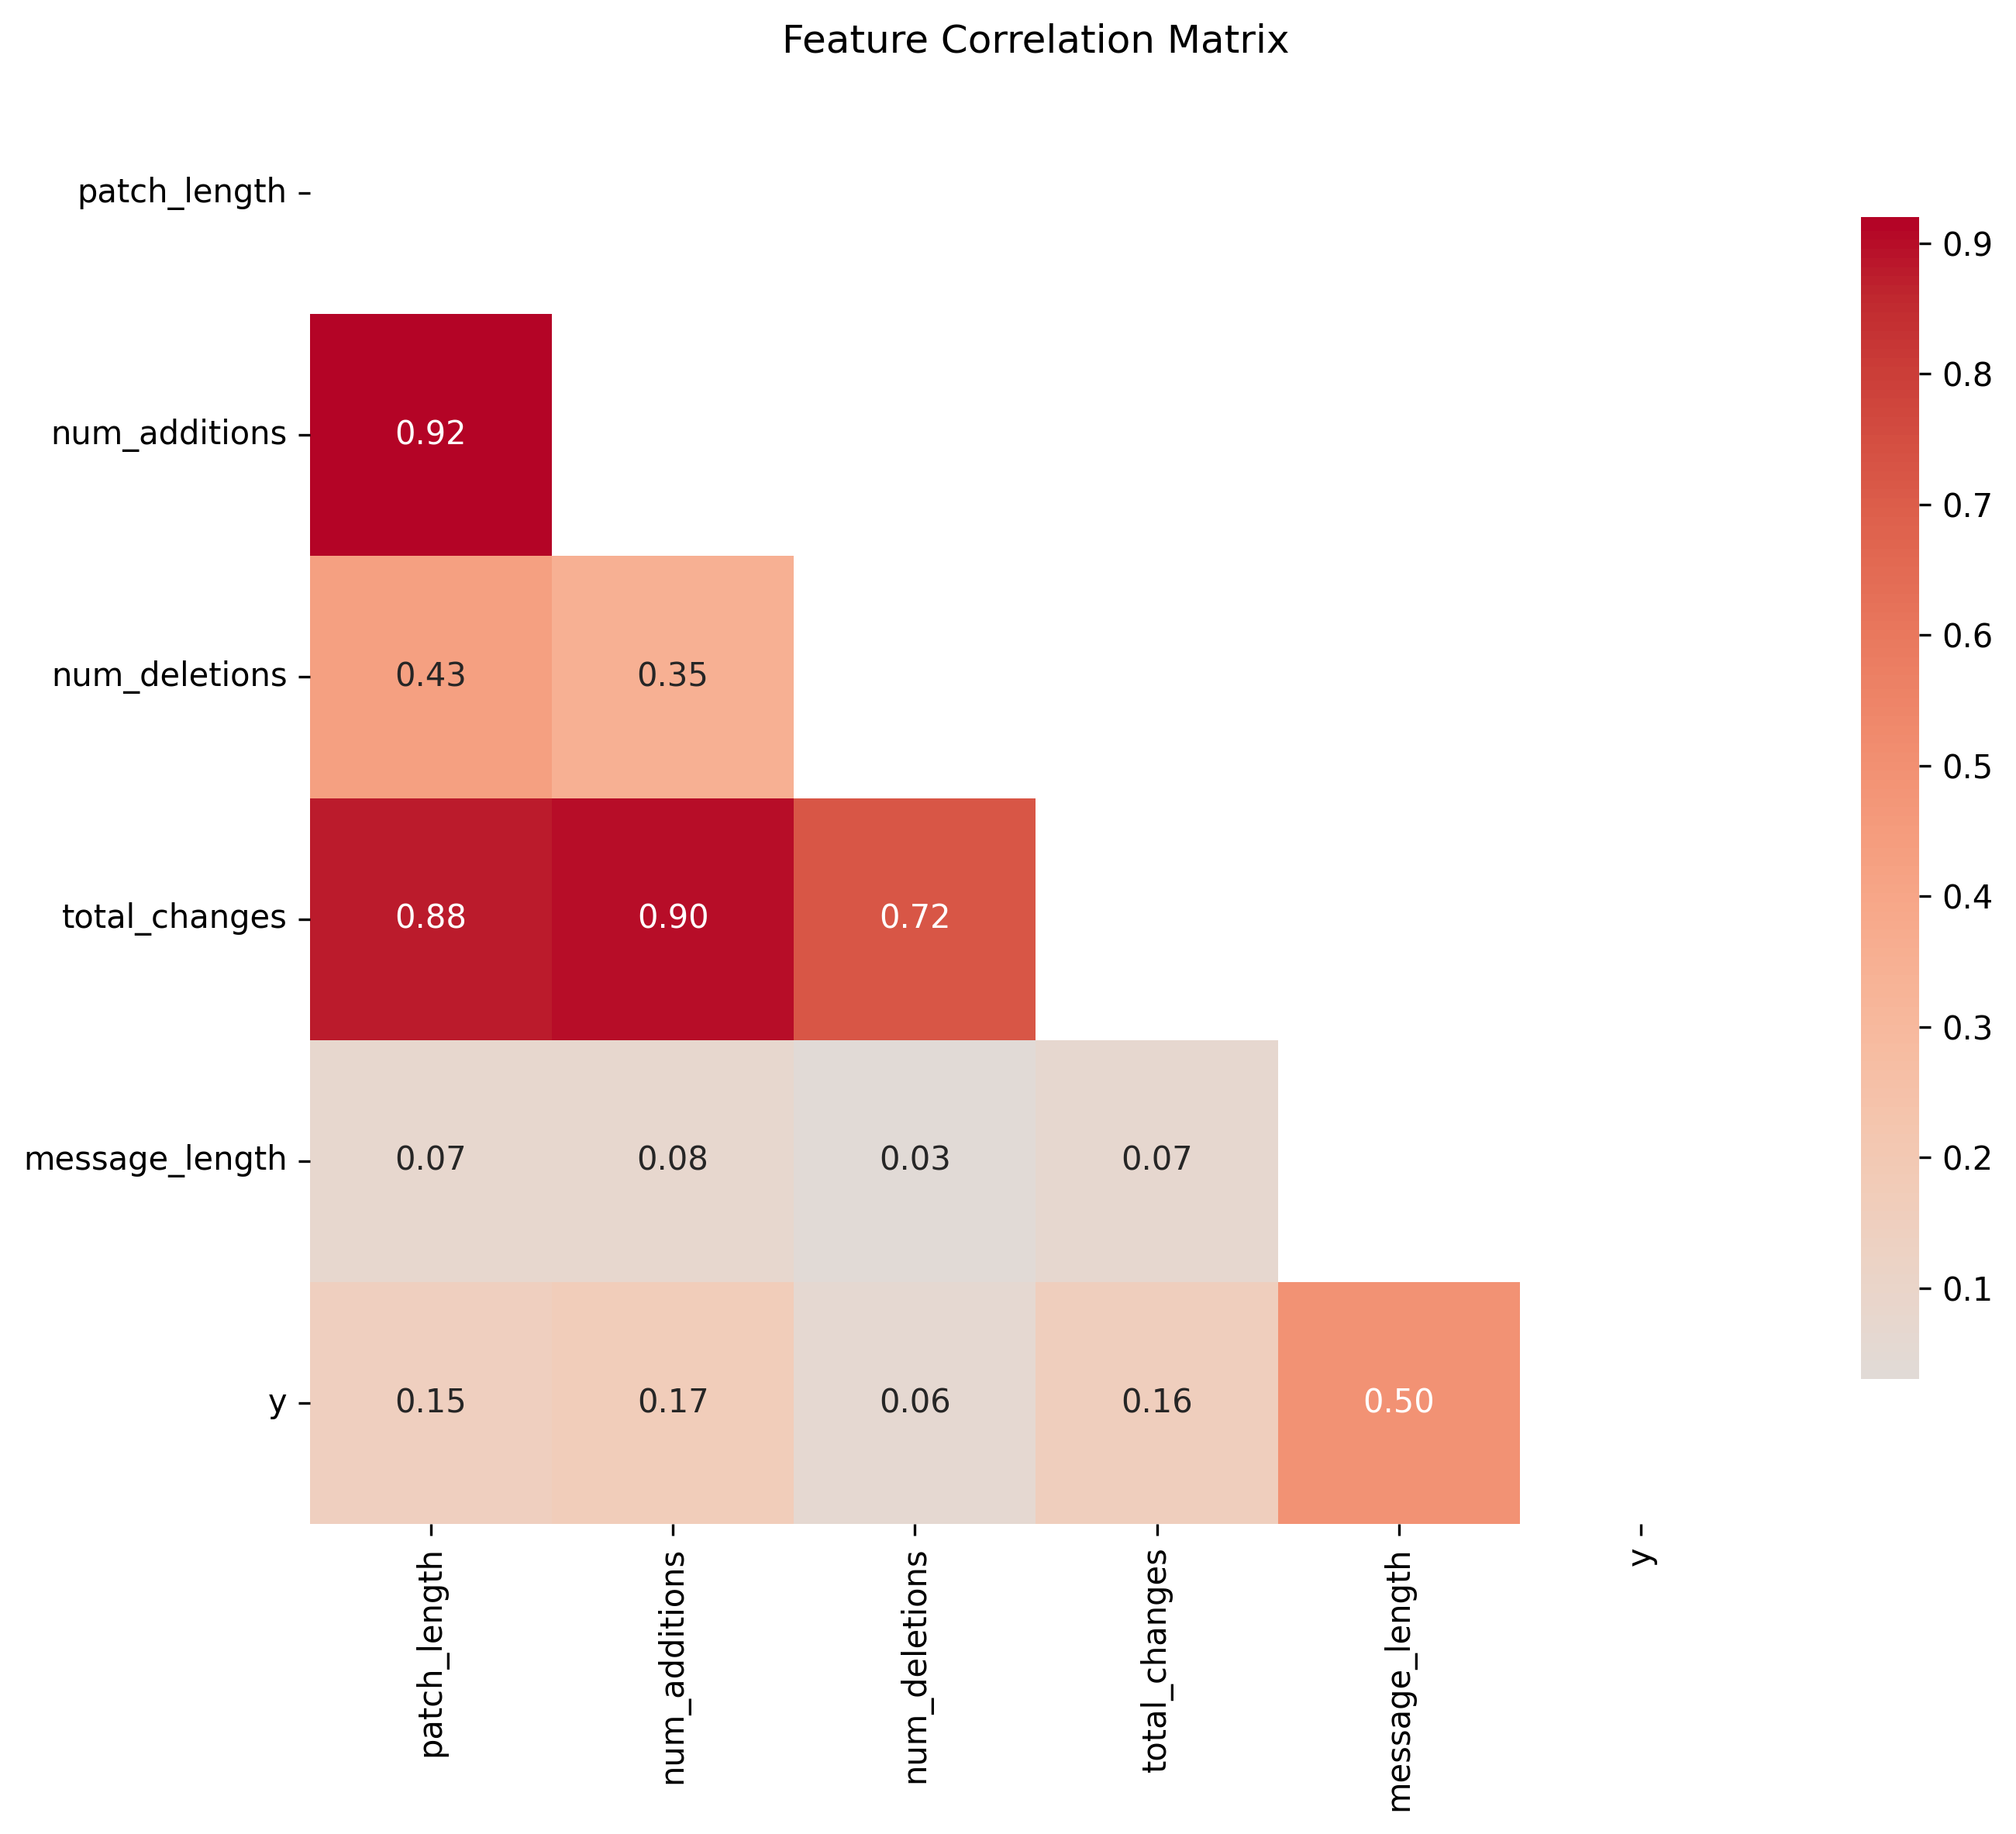 Feature Correlation Matrix
patch_length
num_additions 0.92
num_deletions 0.43 0.35
total_changes 0.88 0.90 0.72
message_length 0.07 0.08 0.03 0.07
y 0.15 0.17 0.06 0.16 0.50
patch_length num_additions num_deletions total_changes message_length y
0.9
0.8
0.7
0.6
0.5
0.4
0.3
0.2
0.1